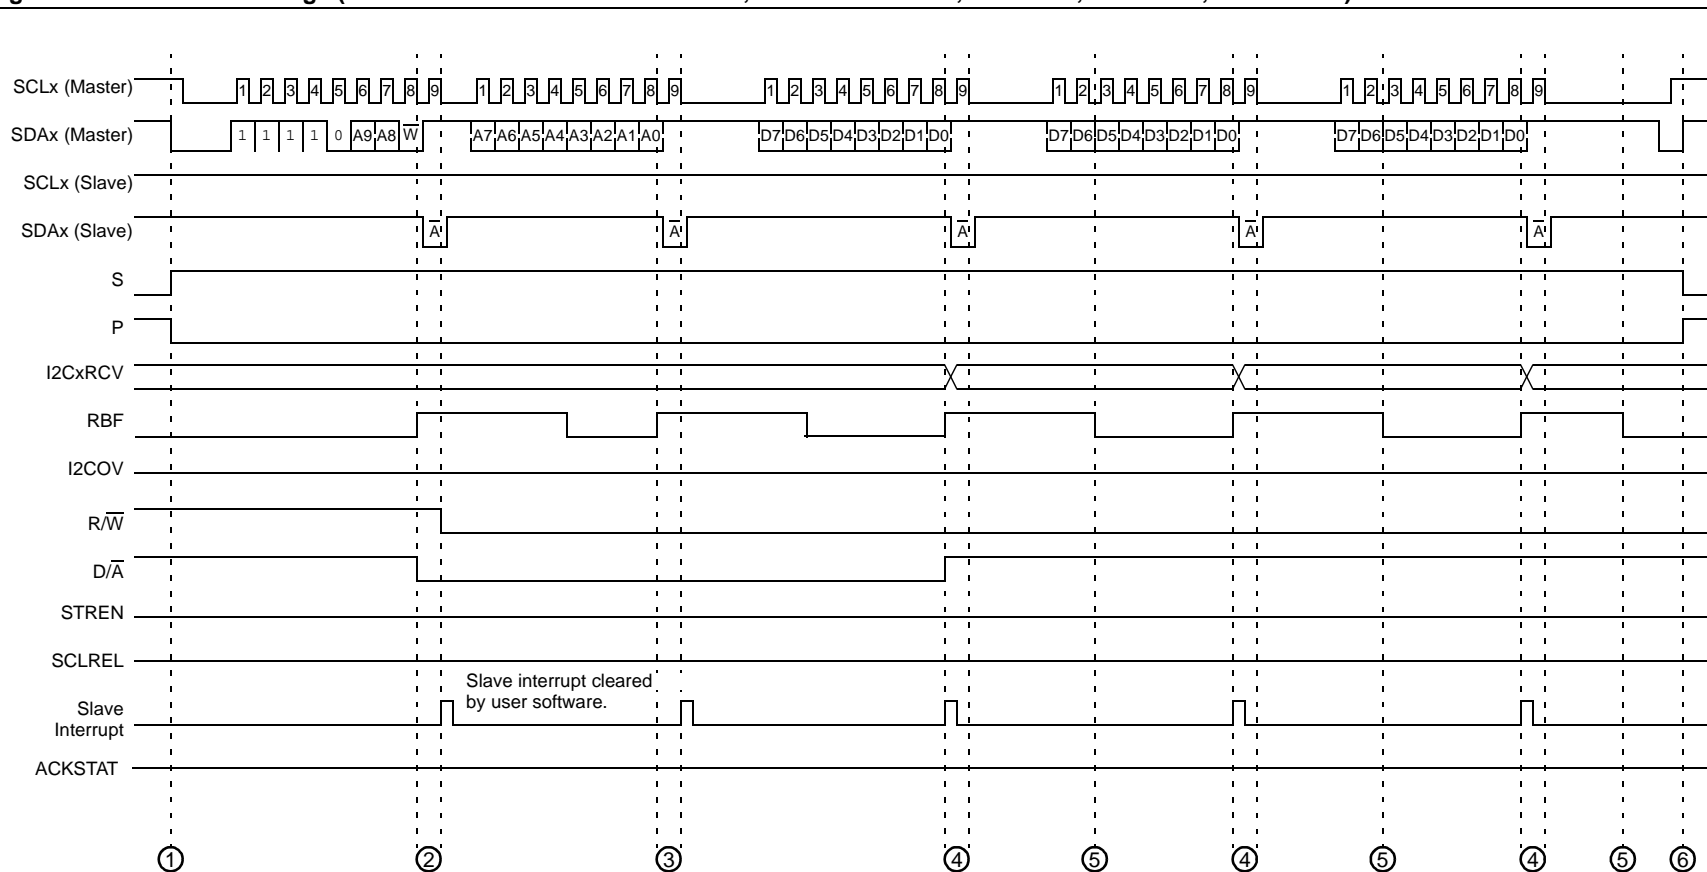 SCLx (Master)
1 2 3 4 5 6 7 8 9 1 2 3 4 5 6 7 8 9 1 2 3 4 5 6 7 8 9 1 2 3 4 5 6 7 8 9 1 2 3 4 5 6 7 8 9
SDAx (Master)
1 1 1 1 0 A9 A8 W̅ A7 A6 A5 A4 A3 A2 A1 A0 D7 D6 D5 D4 D3 D2 D1 D0 D7 D6 D5 D4 D3 D2 D1 D0 D7 D6 D5 D4 D3 D2 D1 D0
SCLx (Slave)
SDAx (Slave)
A̅ A̅ A̅ A̅ A̅
S
P
I2CxRCV
RBF
I2COV
R/W̅
D/A̅
STREN
SCLREL
Slave interrupt cleared
by user software.
Slave
Interrupt
ACKSTAT
1 2 3 4 5 4 5 4 5 6